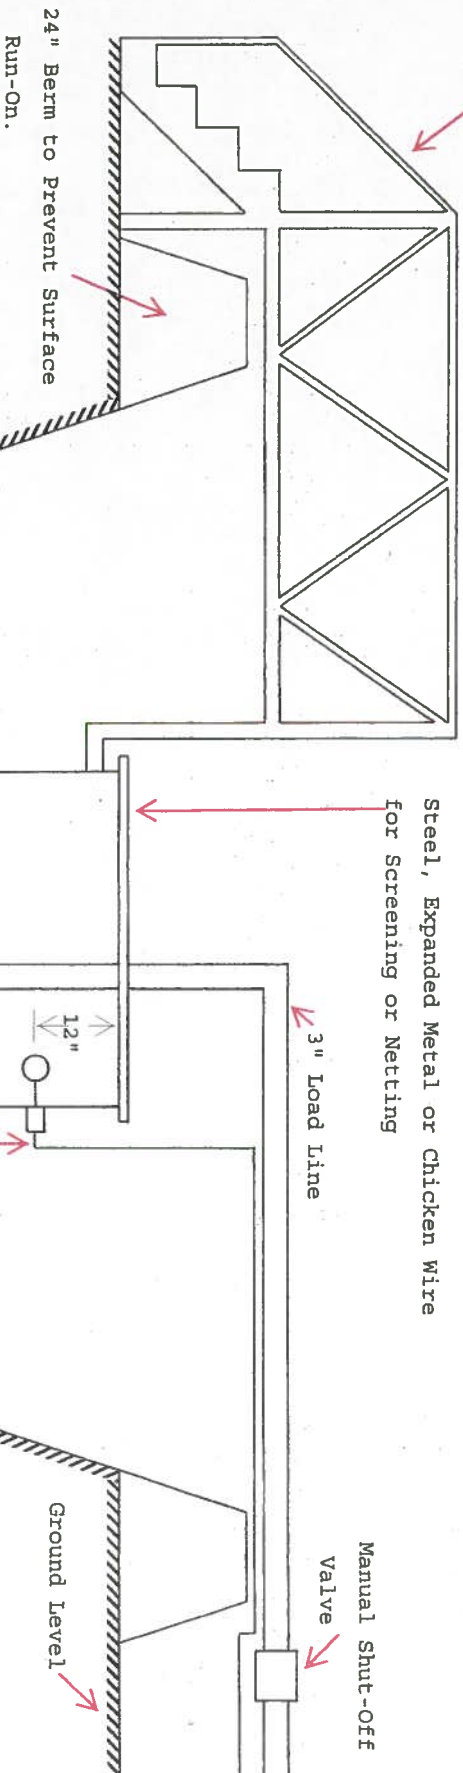 24" Berm to Prevent Surface
Run-On.
Steel, Expanded Metal or Chicken Wire
for Screening or Netting
3" Load Line
12"
Manual Shut-Off
Valve
Ground Level